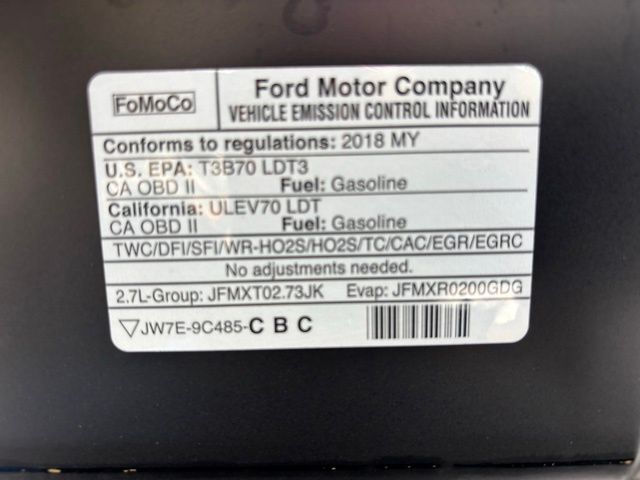 FoMoCo
Ford Motor Company
VEHICLE EMISSION CONTROL INFORMATION
Conforms to regulations: 2018 MY
U.S. EPA: T3B70 LDT3
CA OBD II Fuel: Gasoline
California: ULEV70 LDT
CA OBD II Fuel: Gasoline
TWC/DFI/SFI/WR-HO2S/HO2S/TC/CAC/EGR/EGRC
No adjustments needed.
2.7L-Group: JFMXT02.73JK Evap: JFMXR0200GDG
JW7E-9C485-C B C